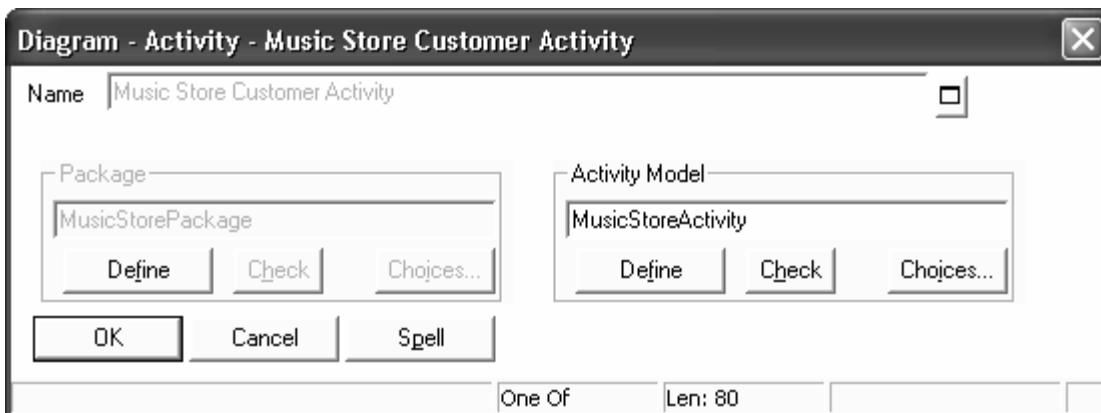 Diagram - Activity - Music Store Customer Activity
Name Music Store Customer Activity
Package Activity Model
MusicStorePackage MusicStoreActivity
Define Check Choices... Define Check Choices...
OK Cancel Spell
One Of Len: 80